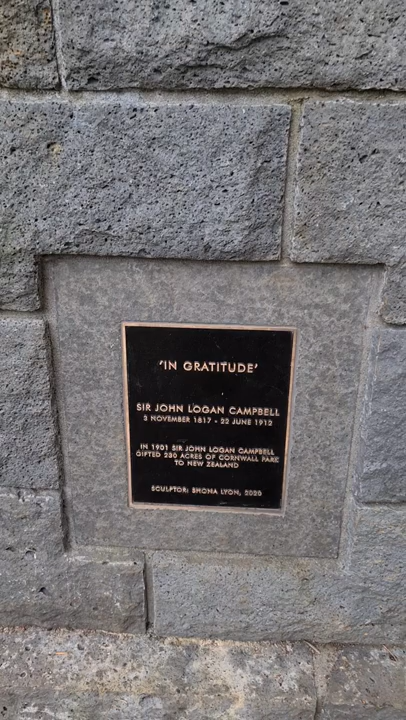 'IN GRATITUDE'
SIR JOHN LOGAN CAMPBELL
3 NOVEMBER 1817 - 22 JUNE 1912
IN 1901 SIR JOHN LOGAN CAMPBELL
GIFTED 230 ACRES OF CORNWALL PARK
TO NEW ZEALAND
SCULPTOR: SHONA LYON, 2025